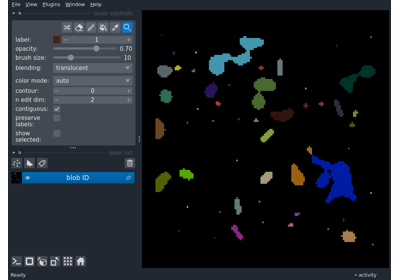 File View Plugins Window Help
layer controls
label: 1
opacity: 0.70
brush size: 10
blending: translucent
color mode: auto
contour: 0
n edit dim: 2
contiguous:
preserve
labels:
show
selected:
layer list
blob ID
Ready
activity